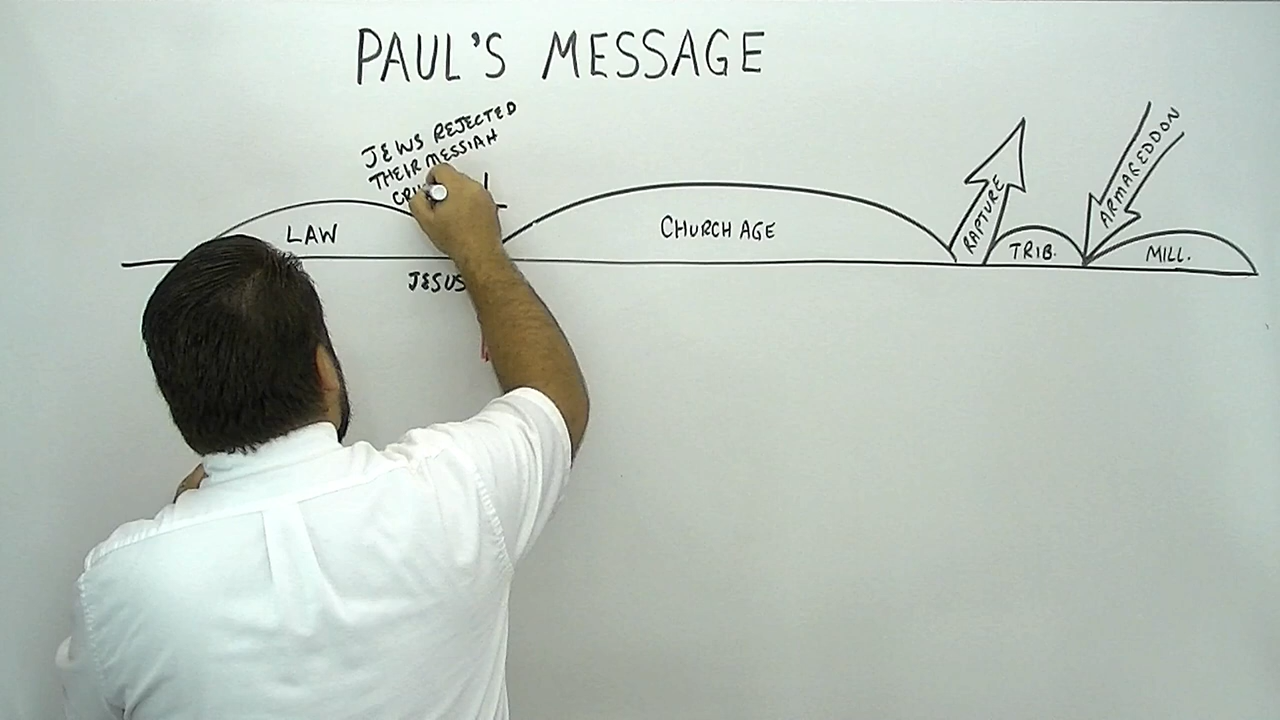 PAUL'S MESSAGE
JEWS REJECTED
THEIR MESSIAH
LAW
CHURCH AGE
RAPTURE
TRIB.
ARMAGEDDON
MILL.
JESUS